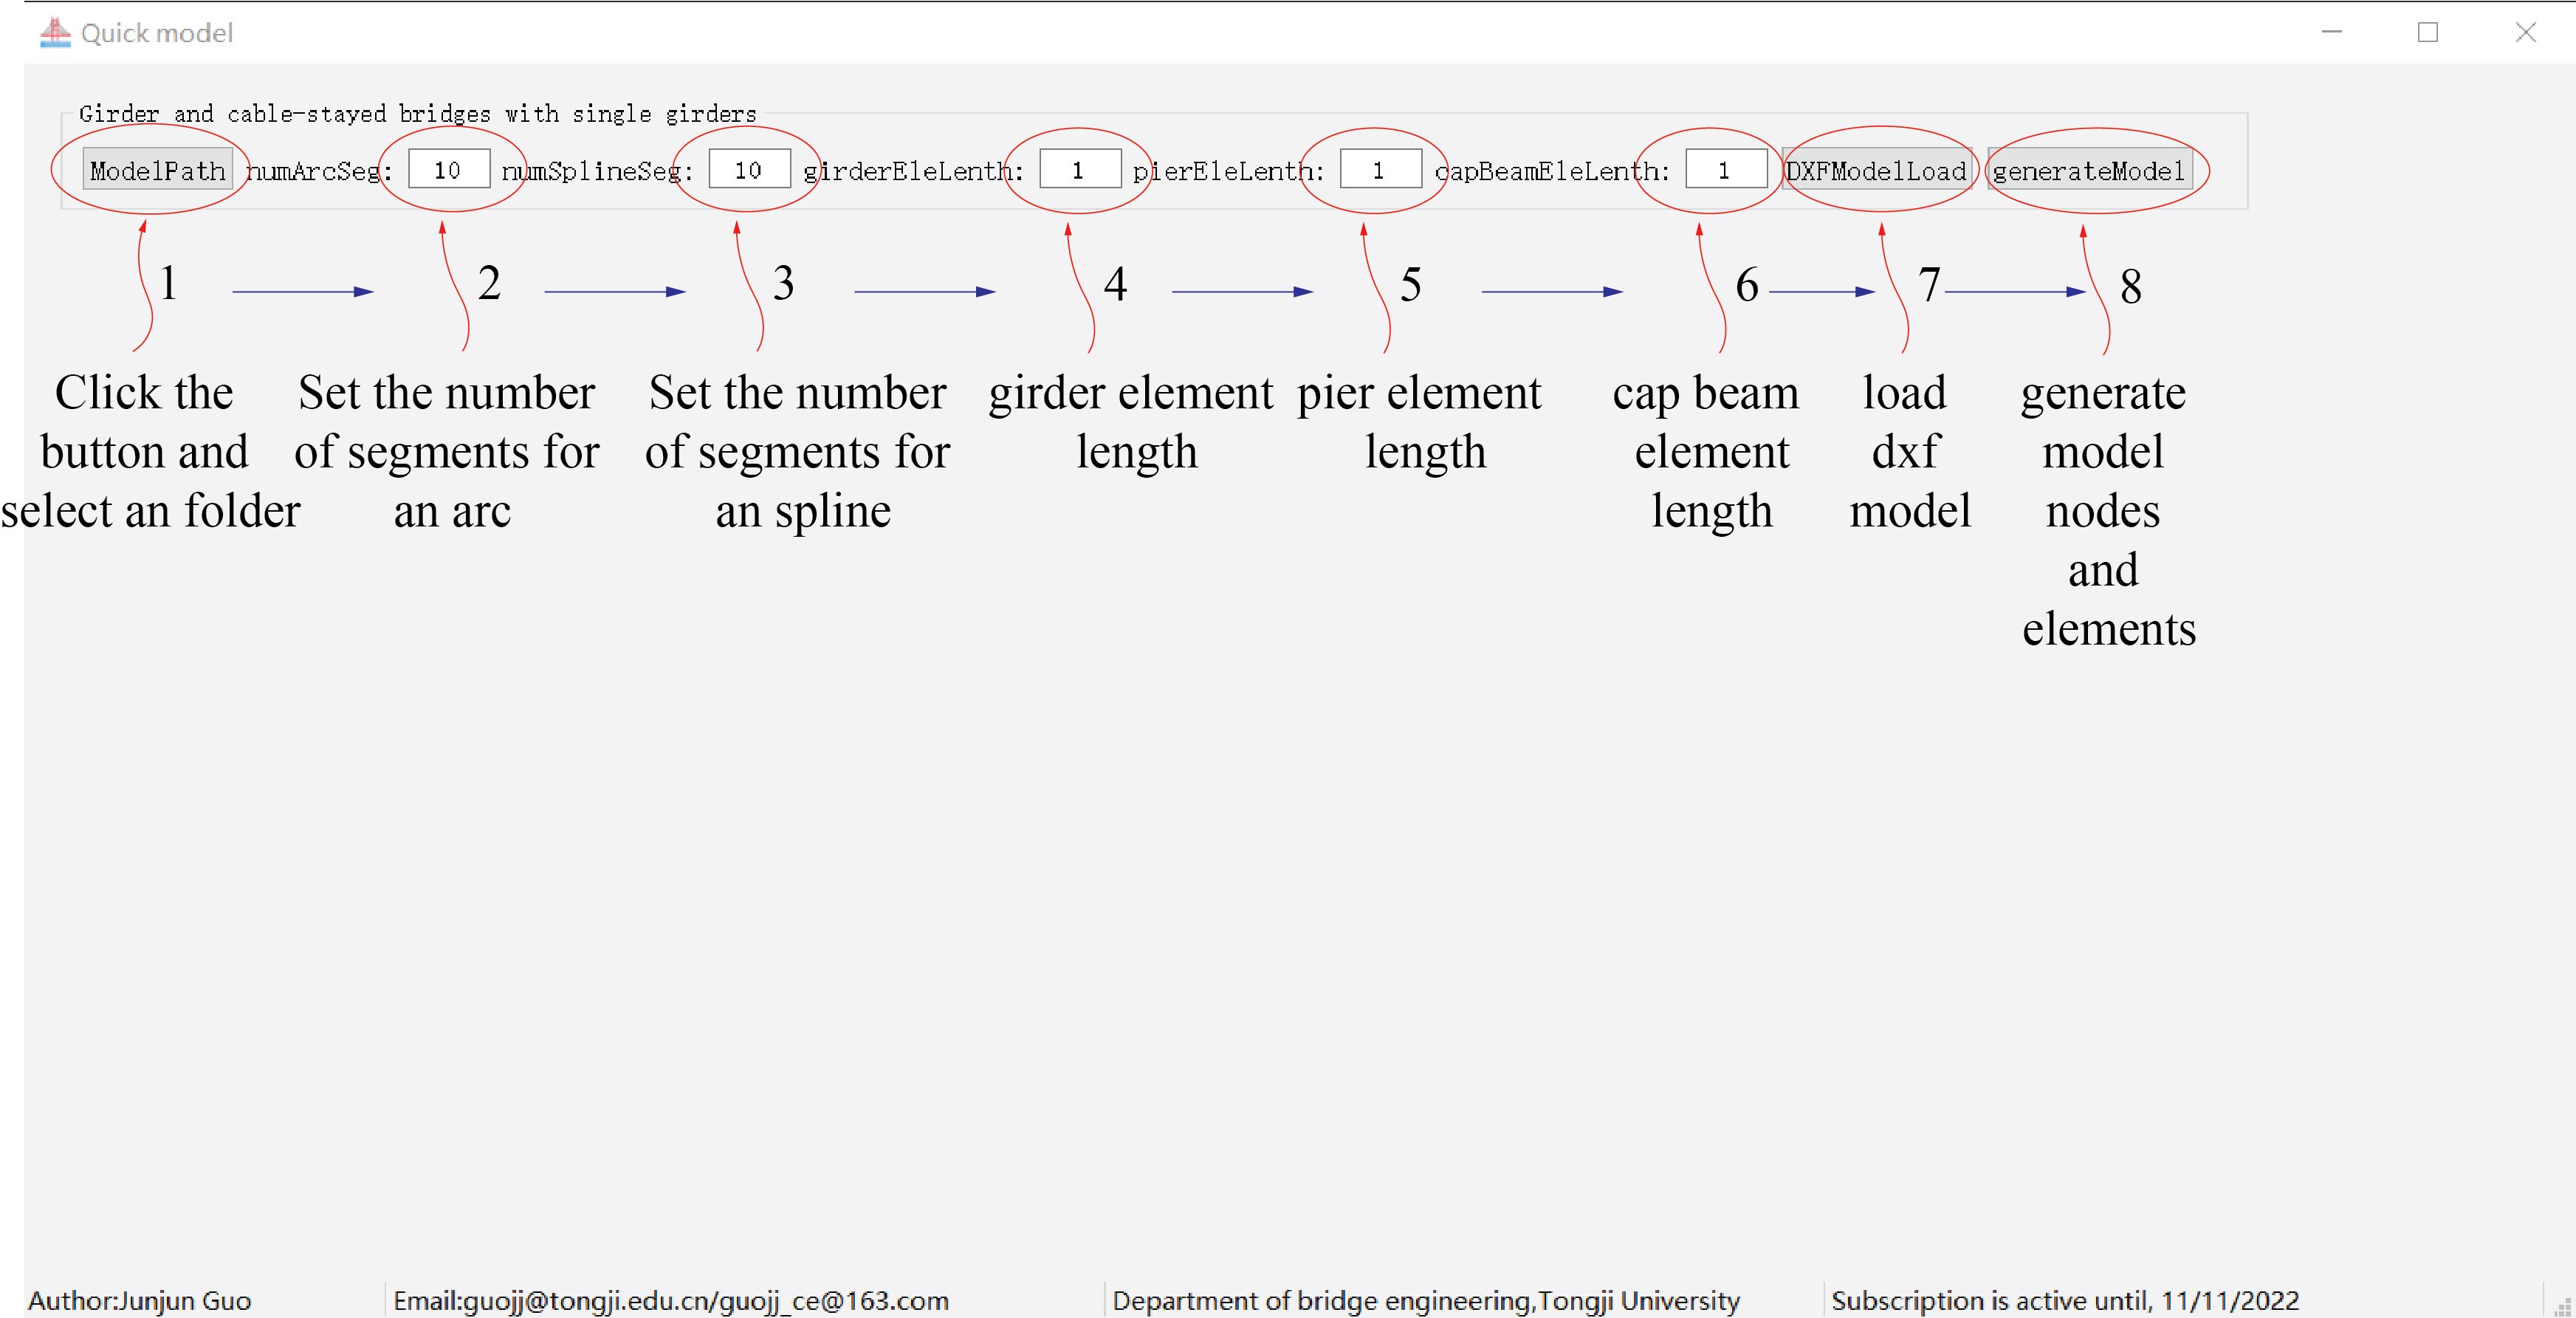 Quick model
Girder and cable-stayed bridges with single girders
ModelPath numArcSeg: 10 numSplineSeg: 10 girderEleLenth: 1 pierEleLenth: 1 capBeamEleLenth: 1 DXFModelLoad generateModel
1 2 3 4 5 6 7 8
Click the
button and
select an folder
Set the number
of segments for
an arc
Set the number
of segments for
an spline
girder element
length
pier element
length
cap beam
element
length
load
dxf
model
generate
model
nodes
and
elements
Author:Junjun Guo
Email:guojj@tongji.edu.cn/guojj_ce@163.com
Department of bridge engineering,Tongji University
Subscription is active until, 11/11/2022